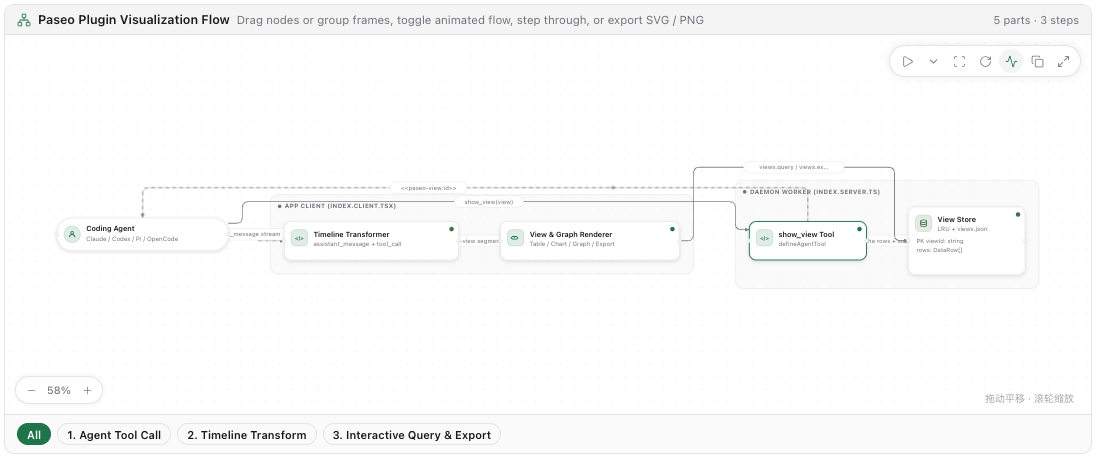 Paseo Plugin Visualization Flow Drag nodes or group frames, toggle animated flow, step through, or export SVG / PNG 5 parts · 3 steps
views.query / views.ex...
<<paseo-view:id>>
DAEMON WORKER (INDEX.SERVER.TS)
show_view(view)
APP CLIENT (INDEX.CLIENT.TSX)
Coding Agent
Claude / Codex / Pi / OpenCode
_message stream
Timeline Transformer
assistant_message + tool_call
-view segmen
View & Graph Renderer
Table / Chart / Graph / Export
show_view Tool
defineAgentTool
he rows +
View Store
LRU + views.json
PK viewId: string
rows: DataRow[]
58%
拖动平移 · 滚轮缩放
All 1. Agent Tool Call 2. Timeline Transform 3. Interactive Query & Export